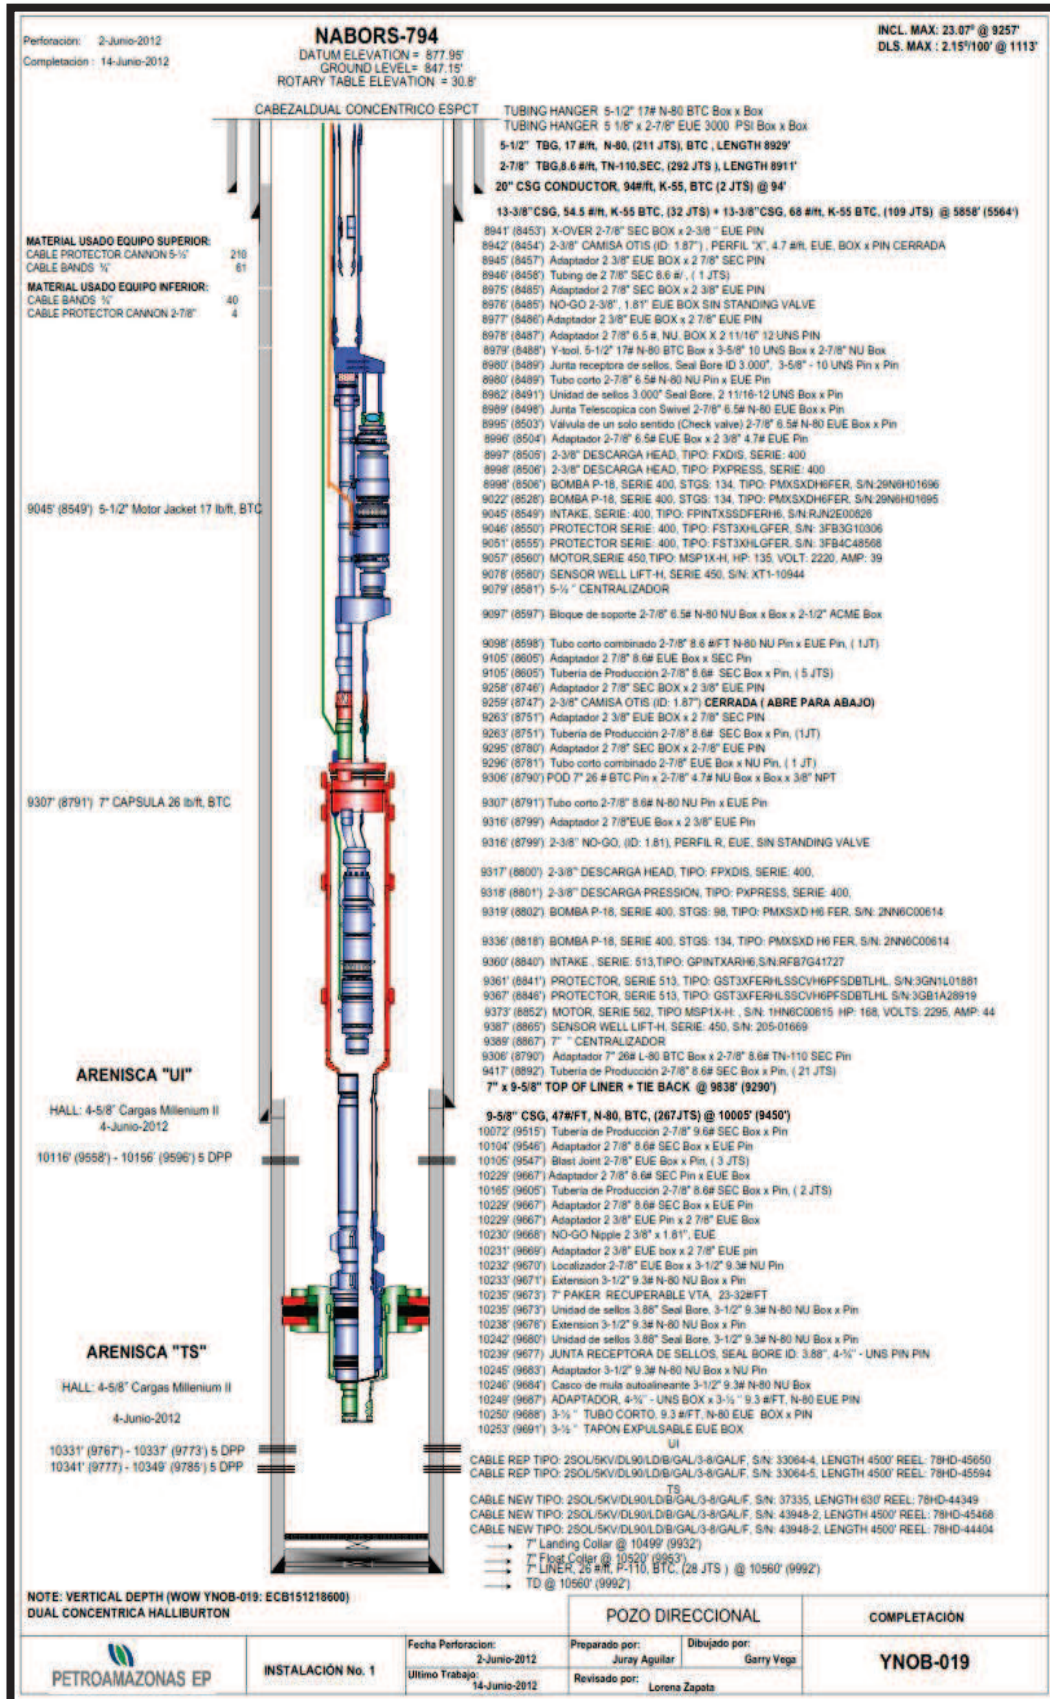 Perforación: 2-Junio-2012
Completación : 14-Junio-2012
NABORS-794
DATUM ELEVATION = 877.95'
GROUND LEVEL= 847.15'
ROTARY TABLE ELEVATION = 30.8'
INCL. MAX: 23.07º @ 9257'
DLS. MAX : 2.15º/100' @ 1113'
CABEZALDUAL CONCENTRICO ESPCT
TUBING HANGER 5-1/2" 17# N-80 BTC Box x Box
TUBING HANGER 5 1/8" x 2-7/8" EUE 3000 PSI Box x Box
5-1/2" TBG, 17 #/ft, N-80, (211 JTS), BTC , LENGTH 8929'
2-7/8" TBG,8.6 #/ft, TN-110,SEC, (292 JTS ), LENGTH 8911'
20" CSG CONDUCTOR, 94#/ft, K-55, BTC (2 JTS) @ 94'
13-3/8"CSG, 54.5 #/ft, K-55 BTC, (32 JTS) + 13-3/8"CSG, 68 #/ft, K-55 BTC, (109 JTS) @ 5858' (5564')
MATERIAL USADO EQUIPO SUPERIOR:
CABLE PROTECTOR CANNON 5-½" 210
CABLE BANDS ¾" 61
MATERIAL USADO EQUIPO INFERIOR:
CABLE BANDS ¾" 40
CABLE PROTECTOR CANNON 2-7/8" 4
8941' (8453') X-OVER 2-7/8" SEC BOX x 2-3/8 " EUE PIN
8942' (8454') 2-3/8" CAMISA OTIS (ID: 1.87") , PERFIL "X", 4.7 #/ft, EUE, BOX x PIN CERRADA
8945' (8457') Adaptador 2 3/8" EUE BOX x 2 7/8" SEC PIN
8946' (8458') Tubing de 2 7/8" SEC 8.6 #/ , ( 1 JTS)
8975' (8485') Adaptador 2 7/8" SEC BOX x 2 3/8" EUE PIN
8976' (8485') NO-GO 2-3/8", 1.81" EUE BOX SIN STANDING VALVE
8977' (8486') Adaptador 2 3/8" EUE BOX x 2 7/8" EUE PIN
8978' (8487') Adaptador 2 7/8" 6.5 #, NU, BOX X 2 11/16" 12 UNS PIN
8979' (8488') Y-tool, 5-1/2" 17# N-80 BTC Box x 3-5/8" 10 UNS Box x 2-7/8" NU Box
8980' (8489') Junta receptora de sellos, Seal Bore ID 3.000", 3-5/8" - 10 UNS Pin x Pin
8980' (8489') Tubo corto 2-7/8" 6.5# N-80 NU Pin x EUE Pin
8982' (8491') Unidad de sellos 3.000" Seal Bore, 2 11/16-12 UNS Box x Pin
8989' (8498') Junta Telescopica con Swivel 2-7/8" 6.5# N-80 EUE Box x Pin
8995' (8503') Válvula de un solo sentido (Check valve) 2-7/8" 6.5# N-80 EUE Box x Pin
8996' (8504') Adaptador 2-7/8" 6.5# EUE Box x 2 3/8" 4.7# EUE Pin
8997' (8505') 2-3/8" DESCARGA HEAD, TIPO: FXDIS, SERIE: 400
8998' (8506') 2-3/8" DESCARGA HEAD, TIPO: PXPRESS, SERIE: 400
8998' (8506') BOMBA P-18, SERIE 400, STGS: 134, TIPO: PMXSXDH6FER, S/N:29N6H01696
9022' (8528') BOMBA P-18, SERIE 400, STGS: 134, TIPO: PMXSXDH6FER, S/N:29N6H01695
9045' (8549') INTAKE, SERIE: 400, TIPO: FPINTXSSDFERH6, S/N:RJN2E00826
9045' (8549') 5-1/2" Motor Jacket 17 lb/ft, BTC
9046' (8550') PROTECTOR SERIE: 400, TIPO: FST3XHLGFER, S/N: 3FB3G10306
9051' (8555') PROTECTOR SERIE: 400, TIPO: FST3XHLGFER, S/N: 3FB4C48568
9057' (8560') MOTOR,SERIE 450,TIPO: MSP1X-H, HP: 135, VOLT: 2220, AMP: 39
9078' (8580') SENSOR WELL LIFT-H, SERIE 450, S/N: XT1-10944
9079' (8581') 5-½ " CENTRALIZADOR
9097' (8597') Bloque de soporte 2-7/8" 6.5# N-80 NU Box x Box x 2-1/2" ACME Box
9098' (8598') Tubo corto combinado 2-7/8" 8.6 #/FT N-80 NU Pin x EUE Pin, ( 1JT)
9105' (8605') Adaptador 2 7/8" 8.6# EUE Box x SEC Pin
9105' (8605') Tuberia de Producción 2-7/8" 8.6# SEC Box x Pin, ( 5 JTS)
9258' (8746') Adaptador 2 7/8" SEC BOX x 2 3/8" EUE PIN
9259' (8747') 2-3/8" CAMISA OTIS (ID: 1.87") CERRADA ( ABRE PARA ABAJO)
9263' (8751') Adaptador 2 3/8" EUE BOX x 2 7/8" SEC PIN
9263' (8751') Tuberia de Producción 2-7/8" 8.6# SEC Box x Pin, (1JT)
9295' (8780') Adaptador 2 7/8" SEC BOX x 2-7/8" EUE PIN
9296' (8781') Tubo corto combinado 2-7/8" EUE Box x NU Pin, ( 1 JT)
9306' (8790') POD 7" 26 # BTC Pin x 2-7/8" 4.7# NU Box x Box x 3/8" NPT
9307' (8791') 7" CAPSULA 26 lb/ft, BTC
9307' (8791') Tubo corto 2-7/8" 8.6# N-80 NU Pin x EUE Pin
9316' (8799') Adaptador 2 7/8"EUE Box x 2 3/8" EUE Pin
9316' (8799') 2-3/8" NO-GO, (ID: 1.81), PERFIL R, EUE, SIN STANDING VALVE
9317' (8800') 2-3/8" DESCARGA HEAD, TIPO: FPXDIS, SERIE: 400,
9318' (8801') 2-3/8" DESCARGA PRESSION, TIPO: PXPRESS, SERIE: 400,
9319' (8802') BOMBA P-18, SERIE 400, STGS: 98, TIPO: PMXSXD H6 FER, S/N: 2NN6C00614
9336' (8818') BOMBA P-18, SERIE 400, STGS: 134, TIPO: PMXSXD H6 FER, S/N: 2NN6C00614
9360' (8840') INTAKE , SERIE: 513,TIPO: GPINTXARH6,S/N:RFB7G41727
9361' (8841') PROTECTOR, SERIE 513, TIPO: GST3XFERHLSSCVH6PFSDBTLHL, S/N:3GN1L01881
9367' (8846') PROTECTOR, SERIE 513, TIPO: GST3XFERHLSSCVH6PFSDBTLHL S/N:3GB1A28919
9373' (8852') MOTOR, SERIE 562, TIPO MSP1X-H: , S/N: 1HN6C00615 HP: 168, VOLTS: 2295, AMP: 44
9387' (8865') SENSOR WELL LIFT-H, SERIE: 450, S/N: 205-01669
9389' (8867') 7" " CENTRALIZADOR
9306' (8790') Adaptador 7" 26# L-80 BTC Box x 2-7/8" 8.6# TN-110 SEC Pin
9417' (8892') Tuberia de Producción 2-7/8" 8.6# SEC Box x Pin, ( 21 JTS)
7" x 9-5/8" TOP OF LINER + TIE BACK @ 9838' (9290')
ARENISCA "UI"
HALL: 4-5/8" Cargas Millenium II
4-Junio-2012
10116' (9558') - 10156' (9596') 5 DPP
9-5/8" CSG, 47#/FT, N-80, BTC, (267JTS) @ 10005' (9450')
10072' (9515') Tuberia de Producción 2-7/8" 9.6# SEC Box x Pin
10104' (9546') Adaptador 2 7/8" 8.6# SEC Box x EUE Pin
10105' (9547') Blast Joint 2-7/8" EUE Box x Pin, ( 3 JTS)
10229' (9667') Adaptador 2 7/8" 8.6# SEC Pin x EUE Box
10165' (9605') Tuberia de Producción 2-7/8" 8.6# SEC Box x Pin, ( 2 JTS)
10229' (9667') Adaptador 2 7/8" 8.6# SEC Box x EUE Pin
10229' (9667') Adaptador 2 3/8" EUE Pin x 2 7/8" EUE Box
10230' (9668') NO-GO Nipple 2 3/8" x 1.81", EUE
10231' (9669') Adaptador 2 3/8" EUE box x 2 7/8" EUE pin
10232' (9670') Localizador 2-7/8" EUE Box x 3-1/2" 9.3# NU Pin
10233' (9671') Extension 3-1/2" 9.3# N-80 NU Box x Pin
10235' (9673') 7" PAKER RECUPERABLE VTA, 23-32#/FT
10235' (9673') Unidad de sellos 3.88" Seal Bore, 3-1/2" 9.3# N-80 NU Box x Pin
10238' (9676') Extension 3-1/2" 9.3# N-80 NU Box x Pin
10242' (9680') Unidad de sellos 3.88" Seal Bore, 3-1/2" 9.3# N-80 NU Box x Pin
10239' (9677') JUNTA RECEPTORA DE SELLOS, SEAL BORE ID: 3.88", 4-¾" - UNS PIN PIN
10245' (9683') Adaptador 3-1/2" 9.3# N-80 NU Box x NU Pin
10246' (9684') Casco de mula autoalineante 3-1/2" 9.3# N-80 NU Box
10249' (9687') ADAPTADOR, 4-¾" - UNS BOX x 3-½ " 9.3 #/FT, N-80 EUE PIN
10250' (9688') 3-½ " TUBO CORTO, 9.3 #/FT, N-80 EUE BOX x PIN
10253' (9691') 3-½ " TAPON EXPULSABLE EUE BOX
ARENISCA "TS"
HALL: 4-5/8" Cargas Millenium II
4-Junio-2012
10331' (9767') - 10337' (9773') 5 DPP
10341' (9777') - 10349' (9785') 5 DPP
UI
CABLE REP TIPO: 2SOL/5KV/DL90/LD/B/GAL/3-8/GAL/F, S/N: 33064-4, LENGTH 4500' REEL: 78HD-45650
CABLE REP TIPO: 2SOL/5KV/DL90/LD/B/GAL/3-8/GAL/F, S/N: 33064-5, LENGTH 4500' REEL: 78HD-45594
TS
CABLE NEW TIPO: 2SOL/5KV/DL90/LD/B/GAL/3-8/GAL/F, S/N: 37335, LENGTH 630' REEL: 78HD-44349
CABLE NEW TIPO: 2SOL/5KV/DL90/LD/B/GAL/3-8/GAL/F, S/N: 43948-2, LENGTH 4500' REEL: 78HD-45466
CABLE NEW TIPO: 2SOL/5KV/DL90/LD/B/GAL/3-8/GAL/F, S/N: 43948-2, LENGTH 4500' REEL: 78HD-44404
7" Landing Collar @ 10499' (9932')
7" Float Collar @ 10520' (9953')
7" LINER, 26 #/ft, P-110, BTC, (28 JTS ) @ 10560' (9992')
TD @ 10560' (9992')
NOTE: VERTICAL DEPTH (WOW YNOB-019: ECB151218600)
DUAL CONCENTRICA HALLIBURTON
POZO DIRECCIONAL
COMPLETACIÓN
PETROAMAZONAS EP
INSTALACIÓN No. 1
Fecha Perforacion:
2-Junio-2012
Ultimo Trabajo:
14-Junio-2012
Preparado por:
Juray Aguilar
Dibujado por:
Garry Vega
Revisado por: Lorena Zapata
YNOB-019